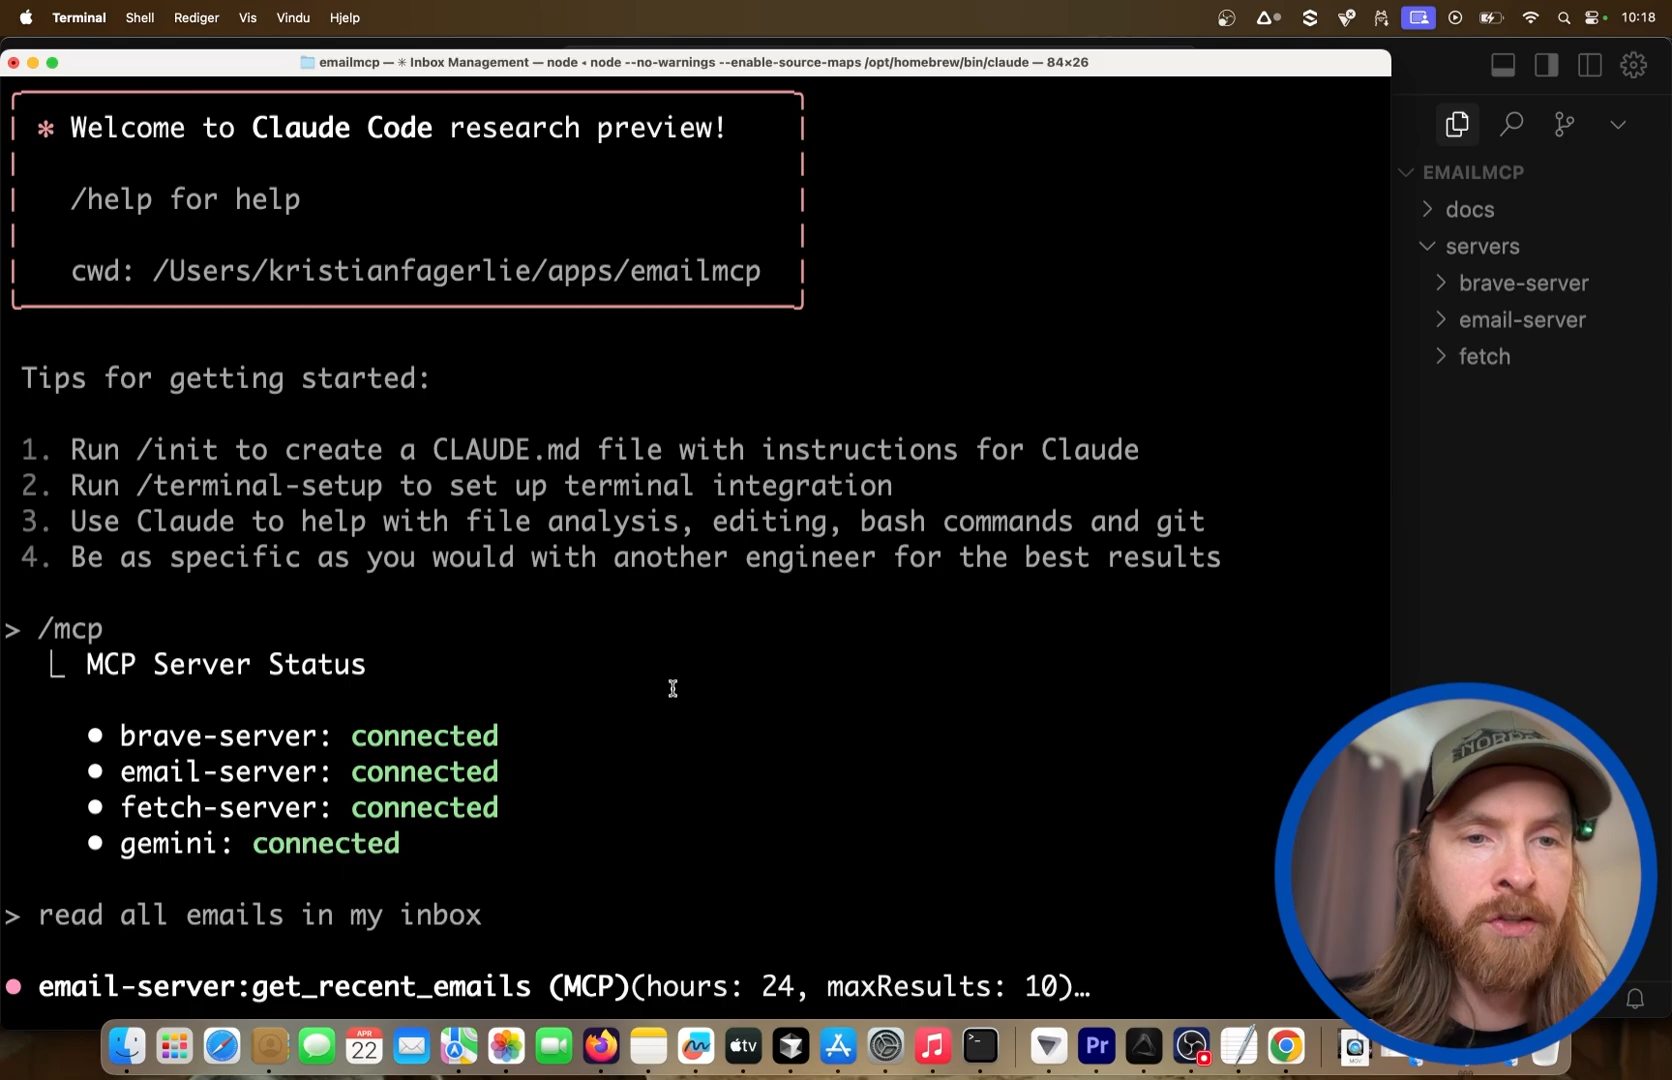 Terminal Shell Rediger Vis Vindu Hjelp 10:18
emailmcp — ✳ Inbox Management — node ◂ node --no-warnings --enable-source-maps /opt/homebrew/bin/claude — 84×26
✻ Welcome to Claude Code research preview!
/help for help
cwd: /Users/kristianfagerlie/apps/emailmcp
Tips for getting started:
1. Run /init to create a CLAUDE.md file with instructions for Claude
2. Run /terminal-setup to set up terminal integration
3. Use Claude to help with file analysis, editing, bash commands and git
4. Be as specific as you would with another engineer for the best results
> /mcp
⎿ MCP Server Status
• brave-server: connected
• email-server: connected
• fetch-server: connected
• gemini: connected
> read all emails in my inbox
● email-server:get_recent_emails (MCP)(hours: 24, maxResults: 10)…
EMAILMCP
docs
servers
brave-server
email-server
fetch
NORD
APR
22
tv
Pr